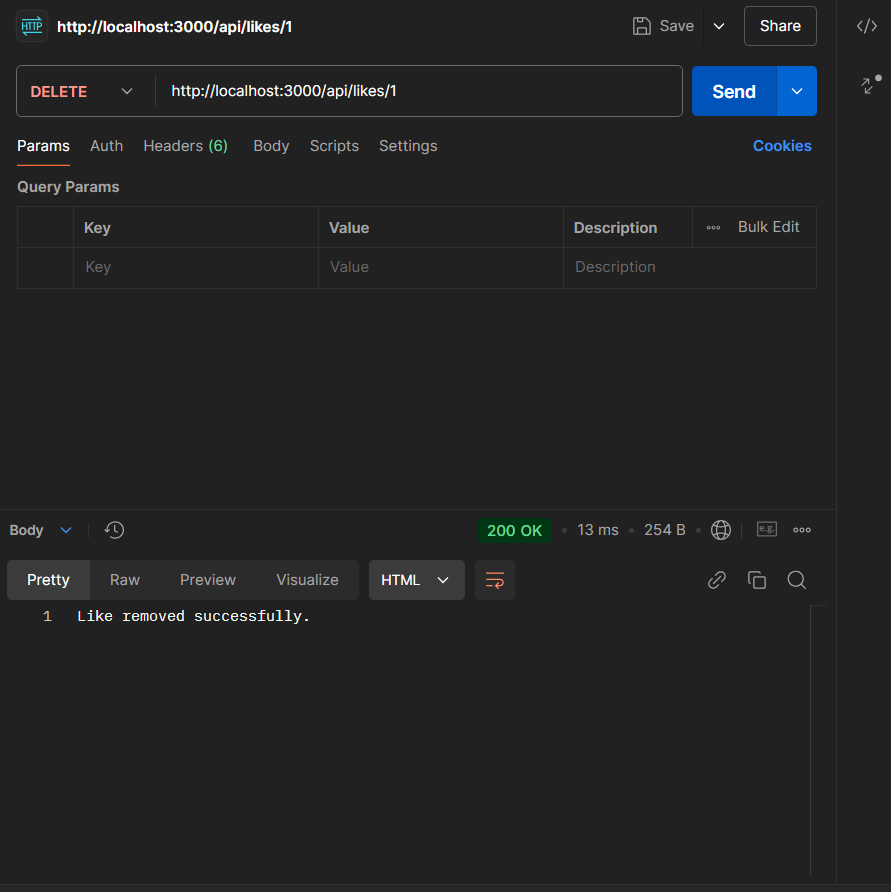 HTTP http://localhost:3000/api/likes/1 Save Share
DELETE http://localhost:3000/api/likes/1 Send
Params Auth Headers (6) Body Scripts Settings Cookies
Query Params
Key Value Description Bulk Edit
Key Value Description
Body 200 OK 13 ms 254 B e.g.
Pretty Raw Preview Visualize HTML
1 Like removed successfully.